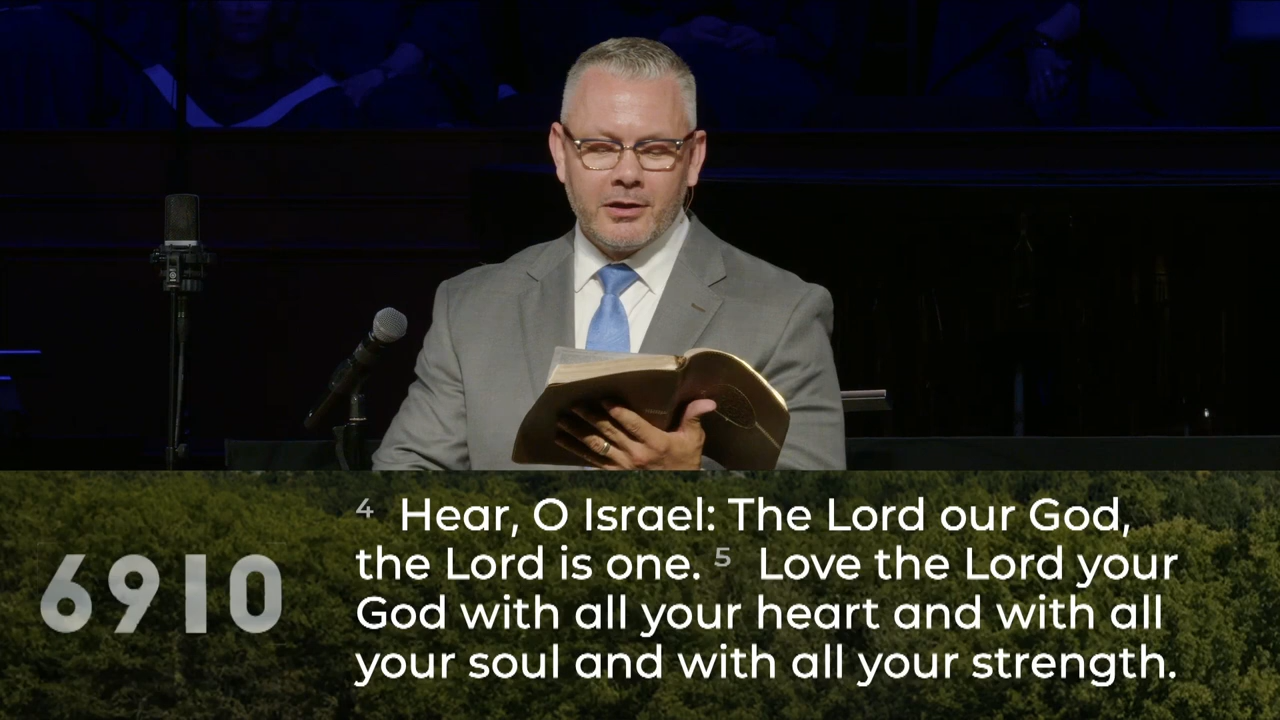 4 Hear, O Israel: The Lord our God,
the Lord is one. 5 Love the Lord your
God with all your heart and with all
your soul and with all your strength.
6910